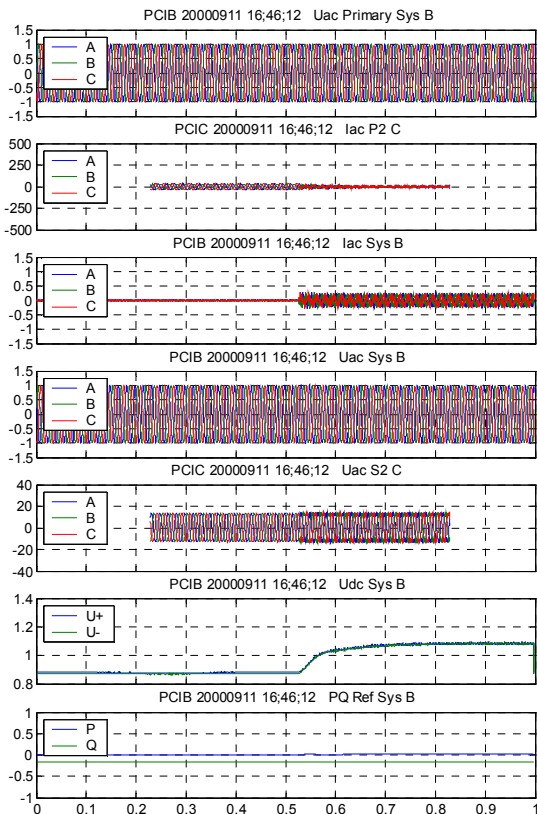 PCIB 20000911 16;46;12 Uac Primary Sys B
1.5
1
0.5
0
-0.5
-1
-1.5
A
B
C
PCIC 20000911 16;46;12 Iac P2 C
500
250
0
-250
-500
A
B
C
PCIB 20000911 16;46;12 Iac Sys B
1.5
1
0.5
0
-0.5
-1
-1.5
A
B
C
PCIB 20000911 16;46;12 Uac Sys B
1.5
1
0.5
0
-0.5
-1
-1.5
A
B
C
PCIC 20000911 16;46;12 Uac S2 C
40
20
0
-20
-40
A
B
C
PCIB 20000911 16;46;12 Udc Sys B
1.4
1.2
1
0.8
U+
U-
PCIB 20000911 16;46;12 PQ Ref Sys B
1
0.5
0
-0.5
-1
P
Q
0 0.1 0.2 0.3 0.4 0.5 0.6 0.7 0.8 0.9 1